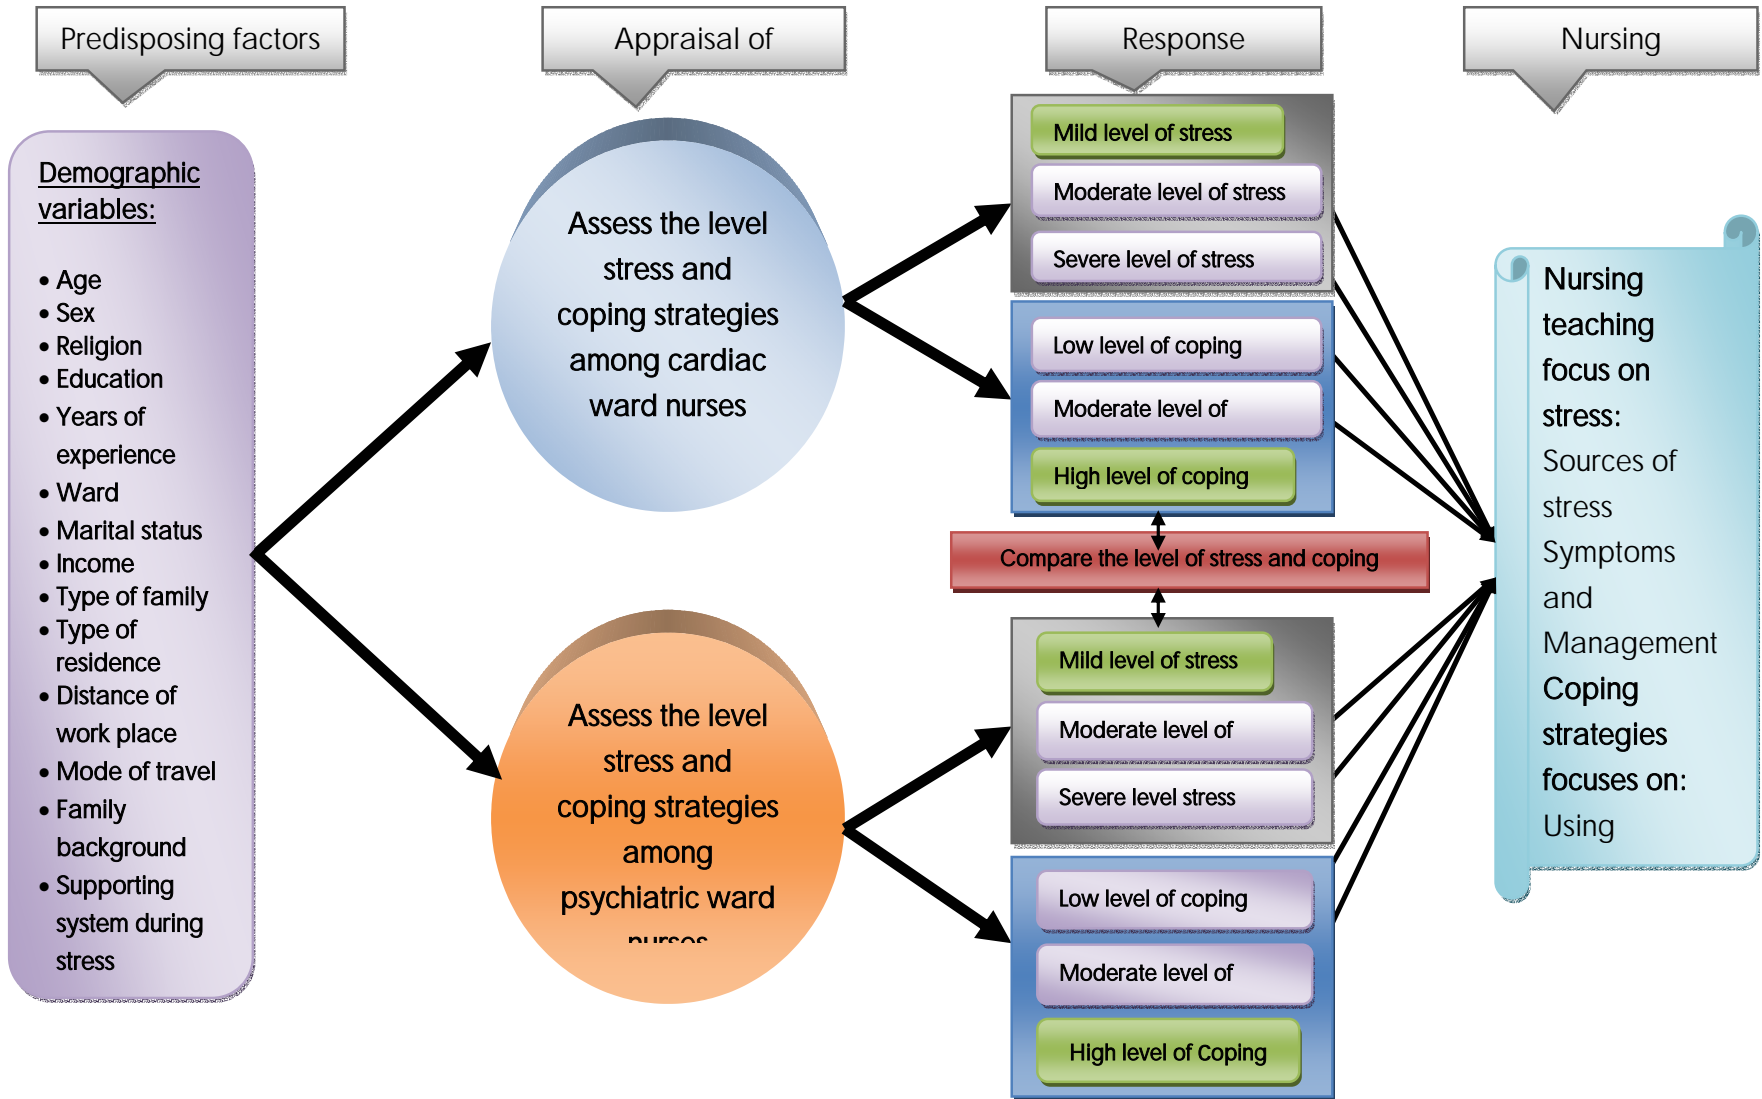 Predisposing factors
Appraisal of
Response
Nursing
Demographic
variables:
• Age
• Sex
• Religion
• Education
• Years of
experience
• Ward
• Marital status
• Income
• Type of family
• Type of
residence
• Distance of
work place
• Mode of travel
• Family
background
• Supporting
system during
stress
Assess the level
stress and
coping strategies
among cardiac
ward nurses
Assess the level
stress and
coping strategies
among
psychiatric ward
nurses
Mild level of stress
Moderate level of stress
Severe level of stress
Low level of coping
Moderate level of
High level of coping
Compare the level of stress and coping
Mild level of stress
Moderate level of
Severe level stress
Low level of coping
Moderate level of
High level of Coping
Nursing
teaching
focus on
stress:
Sources of
stress
Symptoms
and
Management
Coping
strategies
focuses on:
Using